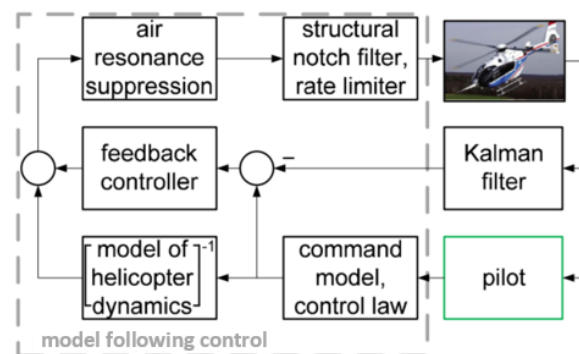 air
resonance
suppression
structural
notch filter,
rate limiter
feedback
controller
–
Kalman
filter
model of
helicopter
dynamics
-1
command
model,
control law
pilot
model following control